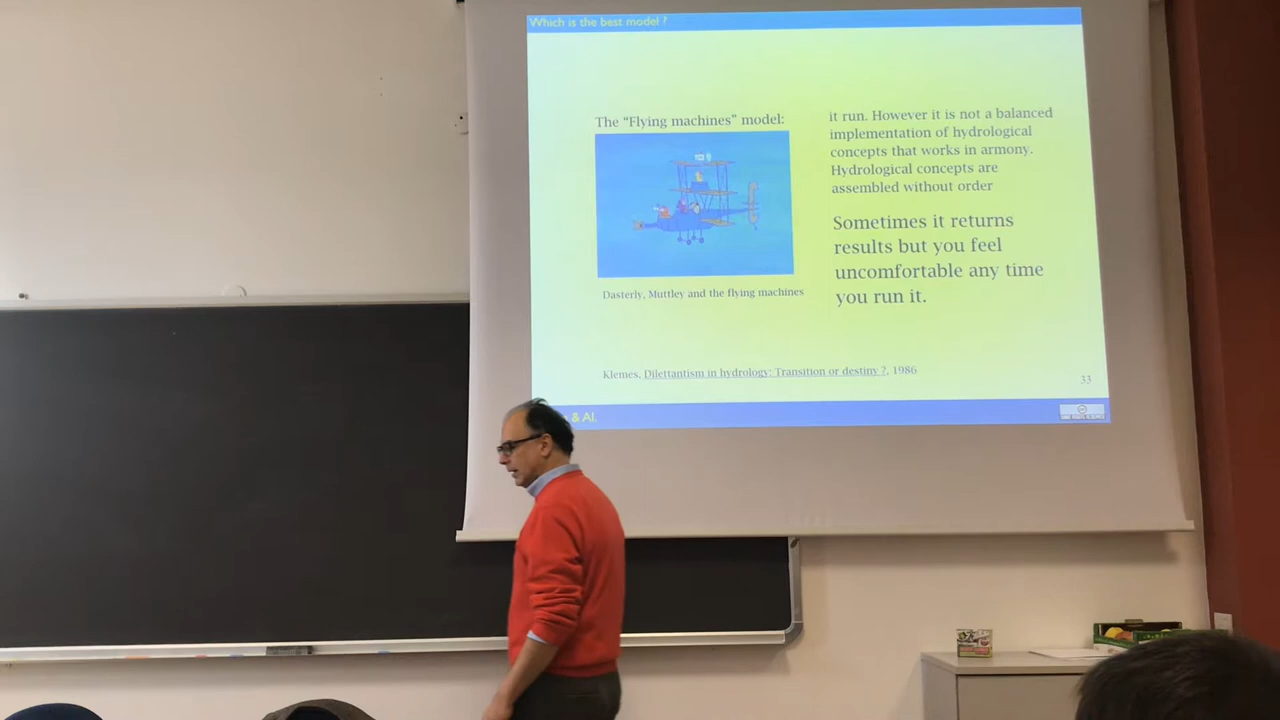 Which is the best model ?
The “Flying machines” model:
Dasterly, Muttley and the flying machines
it run. However it is not a balanced
implementation of hydrological
concepts that works in armony.
Hydrological concepts are
assembled without order
Sometimes it returns
results but you feel
uncomfortable any time
you run it.
Klemes, Dilettantism in hydrology: Transition or destiny ?, 1986
33
& Al.